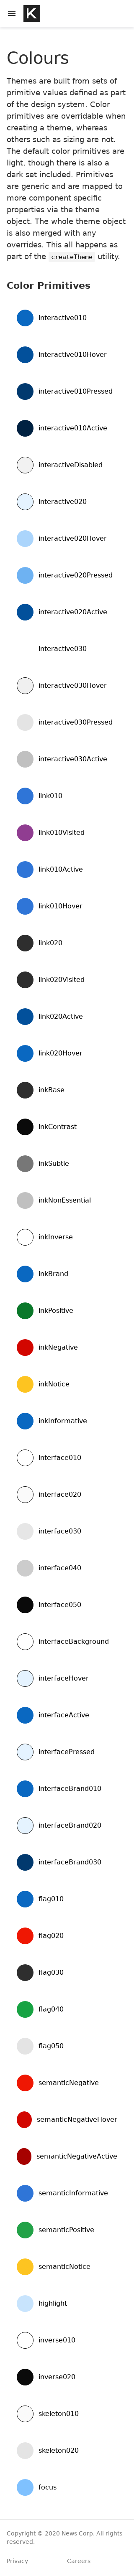 K
Colours
Themes are built from sets of
primitive values defined as part
of the design system. Color
primitives are overridable when
creating a theme, whereas
others such as sizing are not.
The default color primitives are
light, though there is also a
dark set included. Primitives
are generic and are mapped to
more component specific
properties via the theme
object. The whole theme object
is also merged with any
overrides. This all happens as
part of the createTheme utility.
Color Primitives
interactive010
interactive010Hover
interactive010Pressed
interactive010Active
interactiveDisabled
interactive020
interactive020Hover
interactive020Pressed
interactive020Active
interactive030
interactive030Hover
interactive030Pressed
interactive030Active
link010
link010Visited
link010Active
link010Hover
link020
link020Visited
link020Active
link020Hover
inkBase
inkContrast
inkSubtle
inkNonEssential
inkInverse
inkBrand
inkPositive
inkNegative
inkNotice
inkInformative
interface010
interface020
interface030
interface040
interface050
interfaceBackground
interfaceHover
interfaceActive
interfacePressed
interfaceBrand010
interfaceBrand020
interfaceBrand030
flag010
flag020
flag030
flag040
flag050
semanticNegative
semanticNegativeHover
semanticNegativeActive
semanticInformative
semanticPositive
semanticNotice
highlight
inverse010
inverse020
skeleton010
skeleton020
focus
Copyright © 2020 News Corp. All rights
reserved.
Privacy Careers